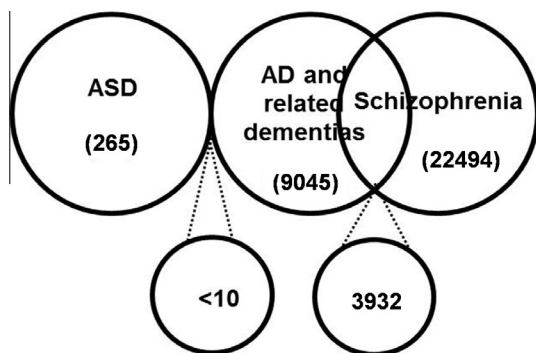 ASD
(265)
AD and
related
dementias
(9045)
Schizophrenia
(22494)
<10
3932